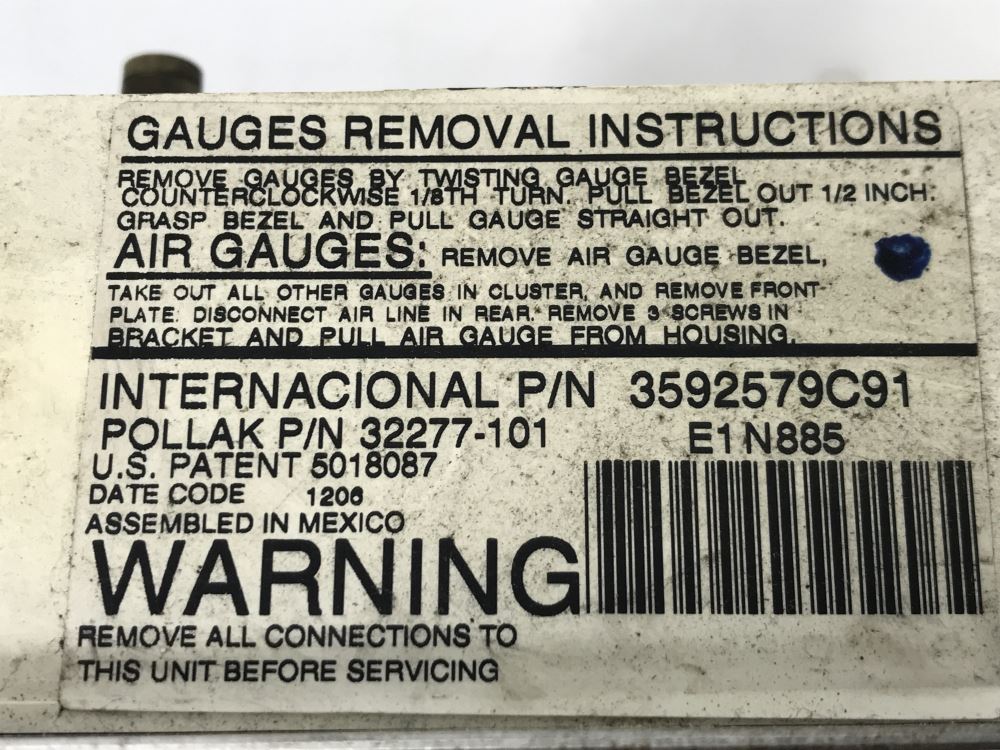 GAUGES REMOVAL INSTRUCTIONS
REMOVE GAUGES BY TWISTING GAUGE BEZEL
COUNTERCLOCKWISE 1/8TH TURN. PULL BEZEL OUT 1/2 INCH.
GRASP BEZEL AND PULL GAUGE STRAIGHT OUT.
AIR GAUGES: REMOVE AIR GAUGE BEZEL,
TAKE OUT ALL OTHER GAUGES IN CLUSTER, AND REMOVE FRONT
PLATE. DISCONNECT AIR LINE IN REAR. REMOVE 3 SCREWS IN
BRACKET AND PULL AIR GAUGE FROM HOUSING.
INTERNACIONAL P/N 3592579C91
POLLAK P/N 32277-101 E1N885
U.S. PATENT 5018087
DATE CODE 1206
ASSEMBLED IN MEXICO
WARNING
REMOVE ALL CONNECTIONS TO
THIS UNIT BEFORE SERVICING